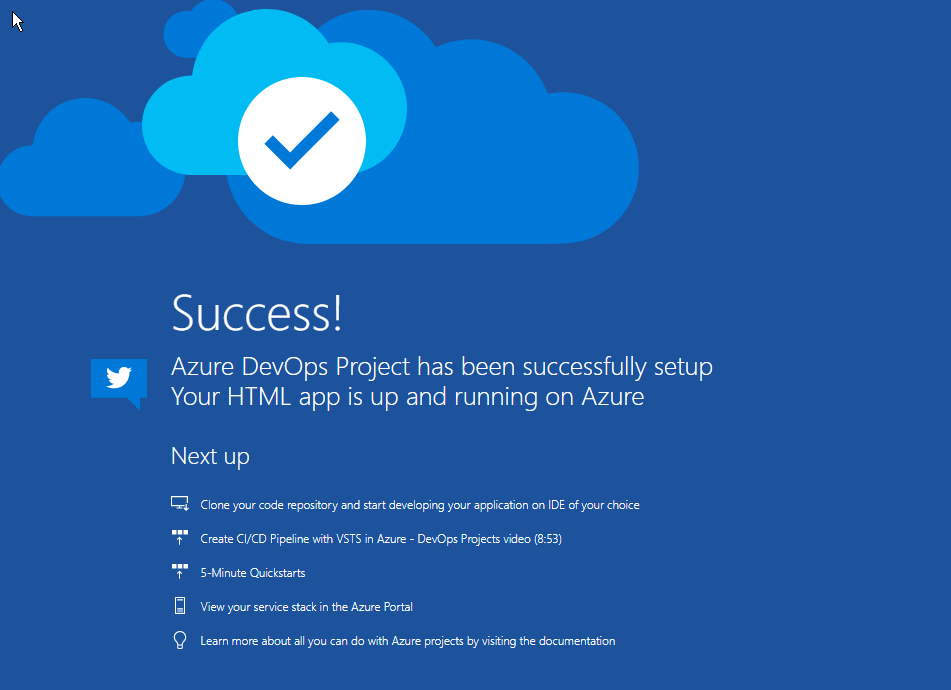 Success!
Azure DevOps Project has been successfully setup
Your HTML app is up and running on Azure
Next up
Clone your code repository and start developing your application on IDE of your choice
Create CI/CD Pipeline with VSTS in Azure - DevOps Projects video (8:53)
5-Minute Quickstarts
View your service stack in the Azure Portal
Learn more about all you can do with Azure projects by visiting the documentation